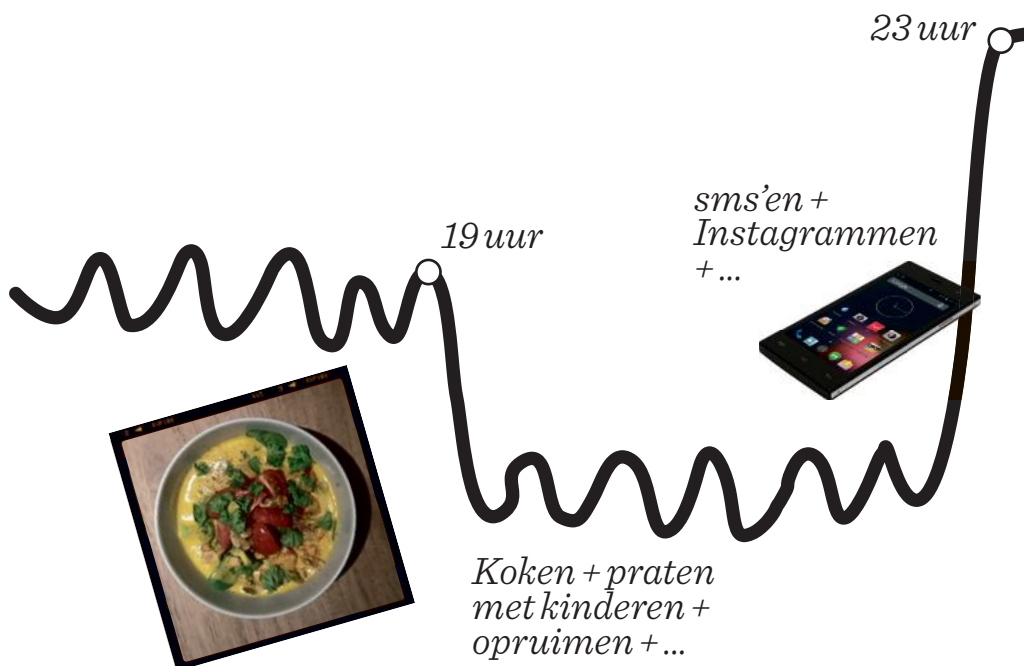 23 uur
sms’en +
Instagrammen
+ ...
19 uur
Koken + praten
met kinderen +
opruimen + ...